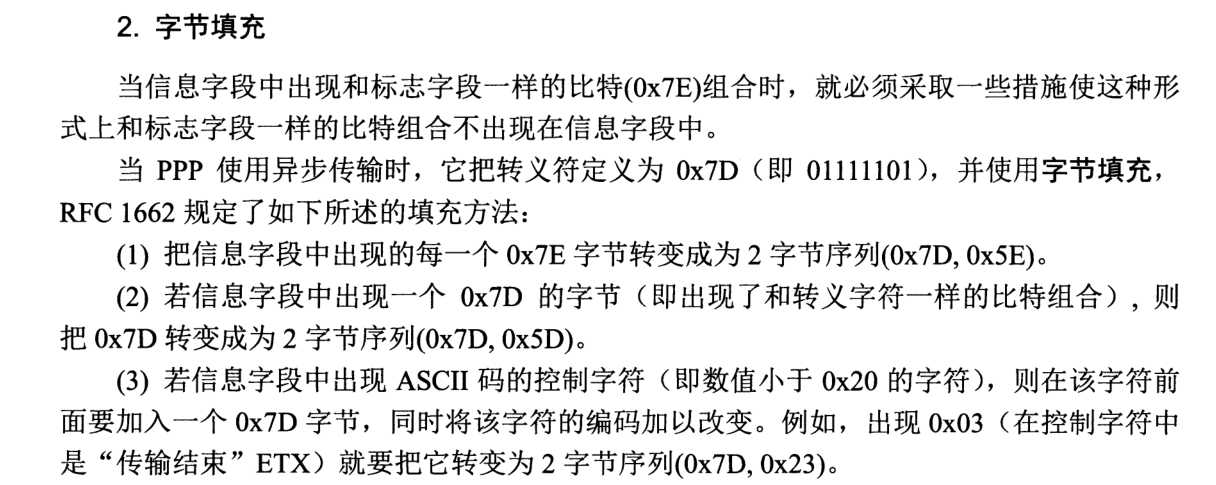 2. 字节填充
当信息字段中出现和标志字段一样的比特(0x7E)组合时，就必须采取一些措施使这种形
式上和标志字段一样的比特组合不出现在信息字段中。
当 PPP 使用异步传输时，它把转义符定义为 0x7D（即 01111101），并使用字节填充，
RFC 1662 规定了如下所述的填充方法：
(1) 把信息字段中出现的每一个 0x7E 字节转变成为 2 字节序列(0x7D, 0x5E)。
(2) 若信息字段中出现一个 0x7D 的字节（即出现了和转义字符一样的比特组合）, 则
把 0x7D 转变成为 2 字节序列(0x7D, 0x5D)。
(3) 若信息字段中出现 ASCII 码的控制字符（即数值小于 0x20 的字符），则在该字符前
面要加入一个 0x7D 字节，同时将该字符的编码加以改变。例如，出现 0x03（在控制字符中
是“传输结束”ETX）就要把它转变为 2 字节序列(0x7D, 0x23)。